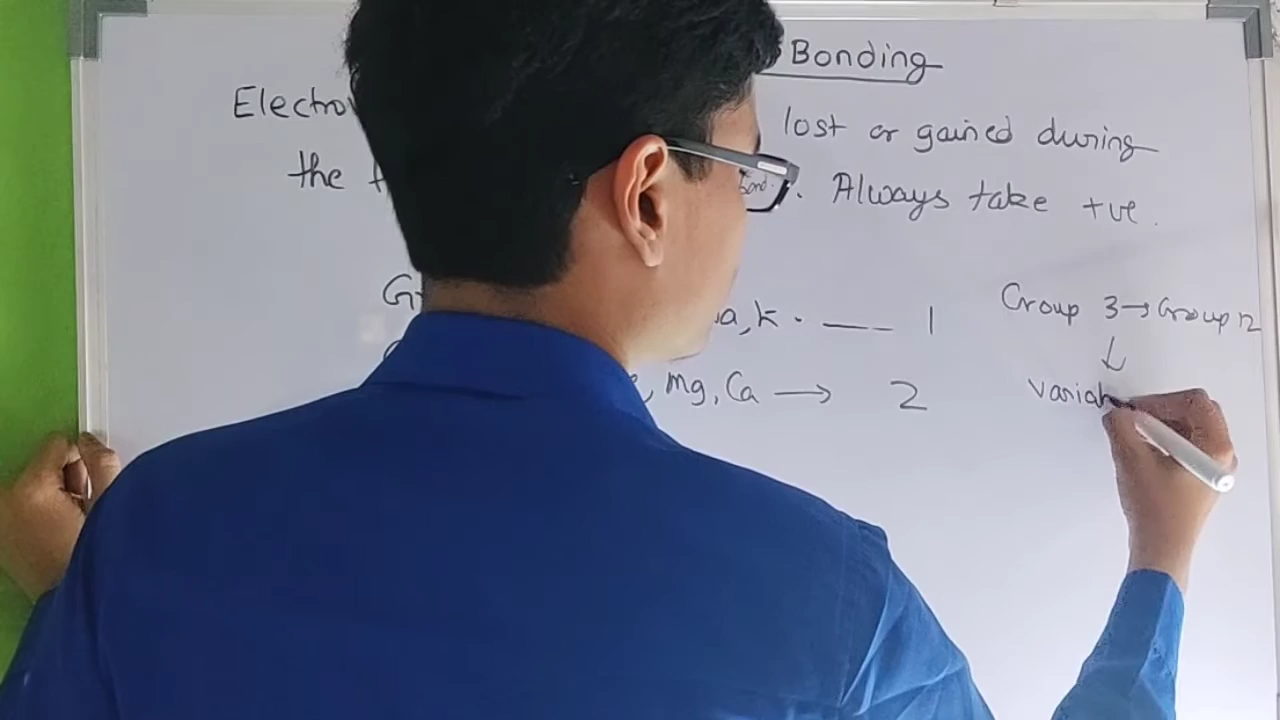 Bonding
Electro lost or gained during
the bond. Always take +ve.
G a, K. —— 1
, Mg, Ca → 2
Group 3 → Group 12
↓
Variab